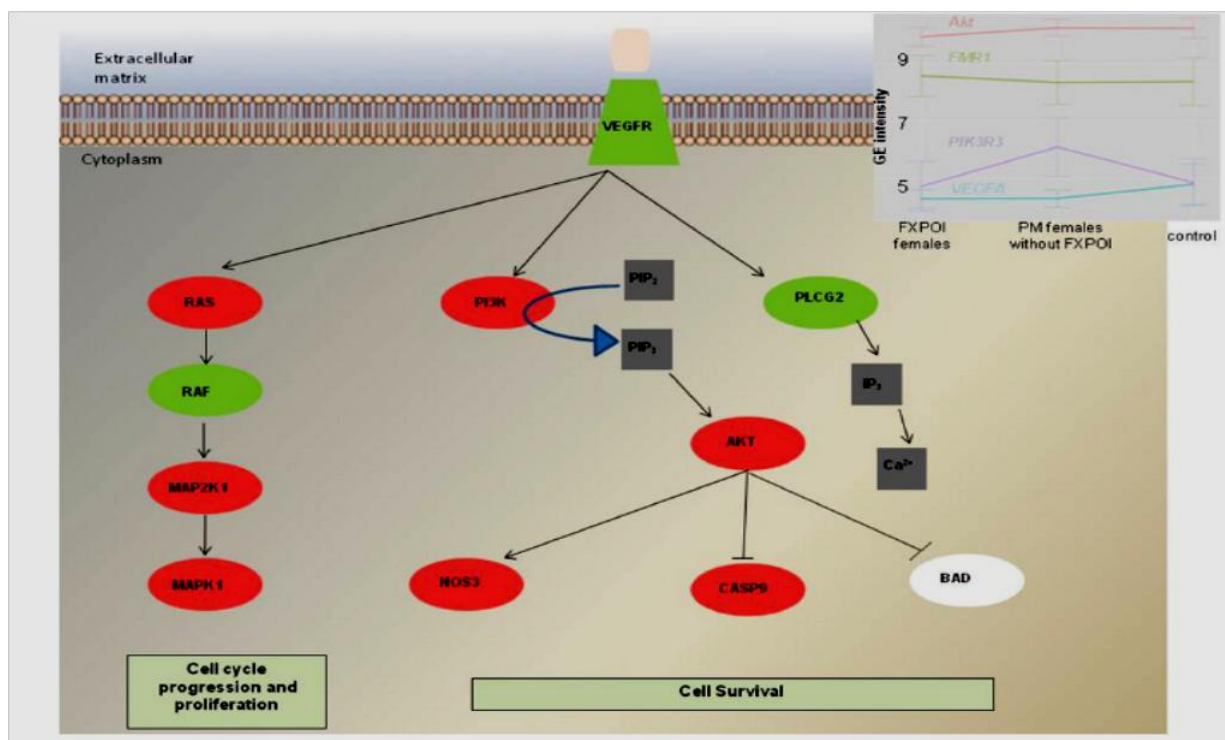 Extracellular
matrix
VEGFR
Cytoplasm
Akt
9
FMR1
7
GE intensity
PIK3R3
5
VEGFA
FXPOI
females
PM females
without FXPOI
control
RAS
PI3K
PIP₂
PLCG2
PIP₃
RAF
IP₃
AKT
Ca²⁺
MAP2K1
MAPK1
NOS3
CASP9
BAD
Cell cycle
progression and
proliferation
Cell Survival